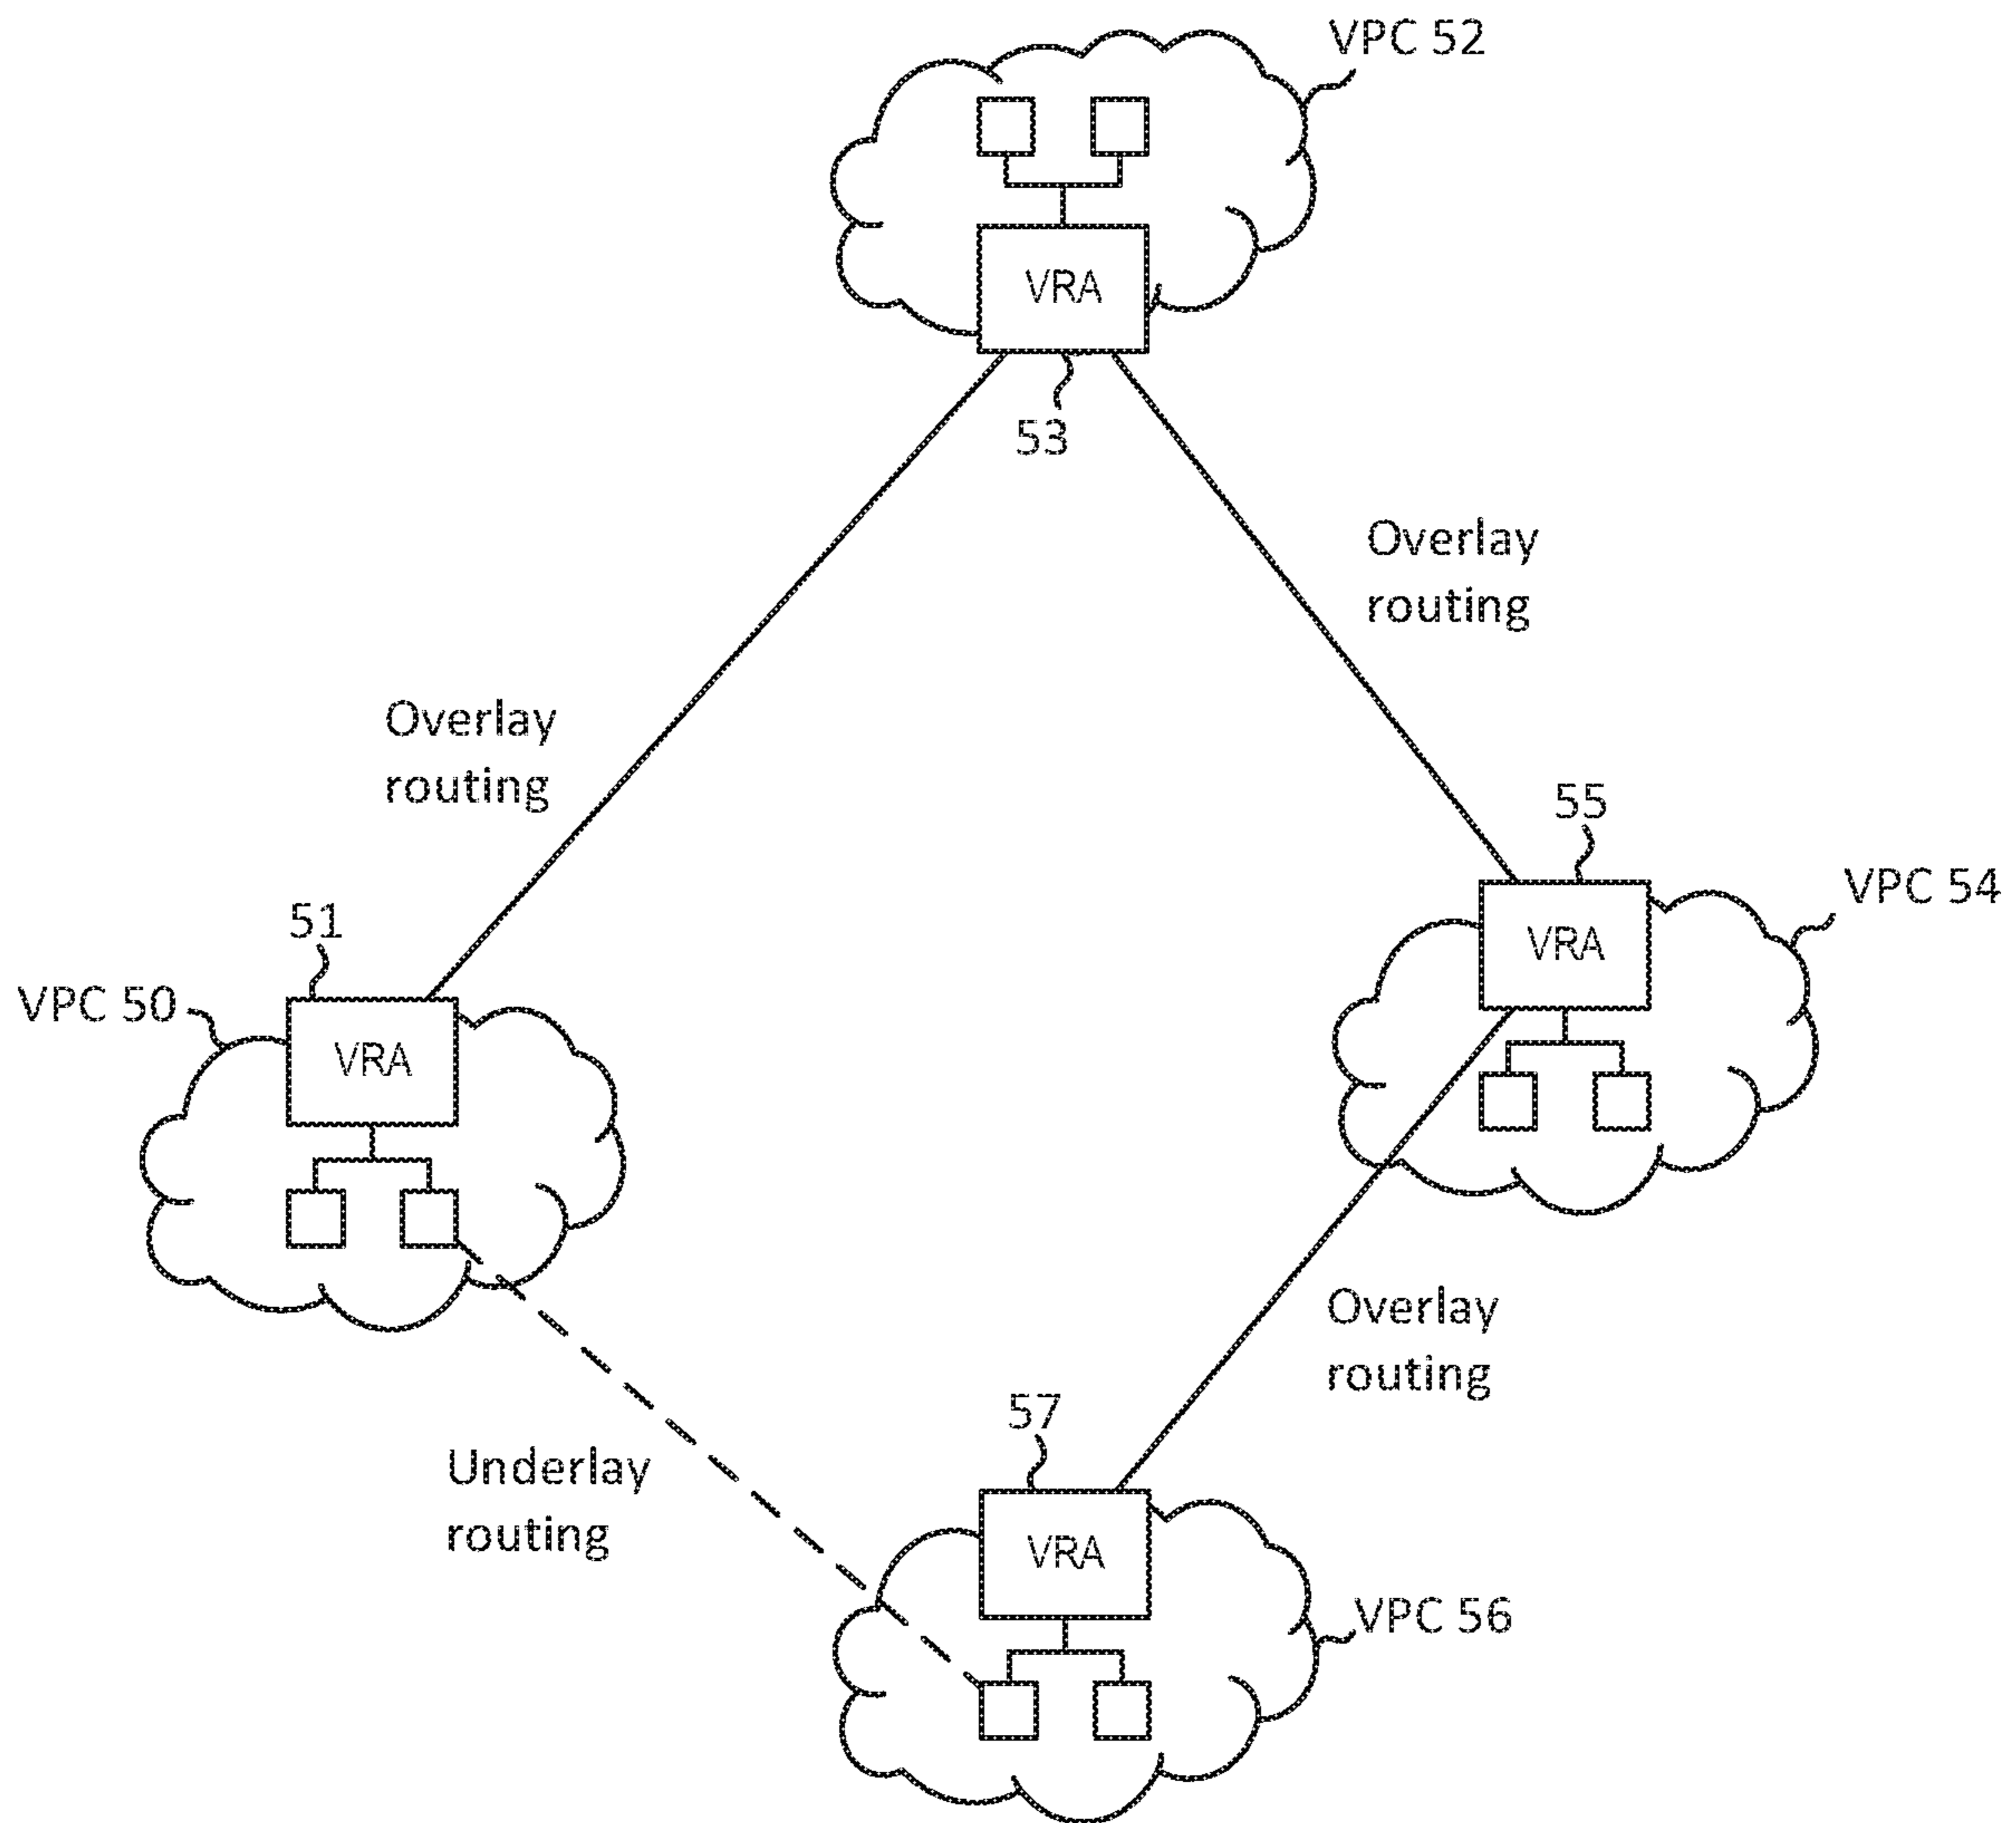 VPC 52
VRA
53
Overlay
routing
Overlay
routing
55
VPC 54
VRA
51
VPC 50
VRA
Overlay
routing
57
Underlay
routing
VRA
VPC 56